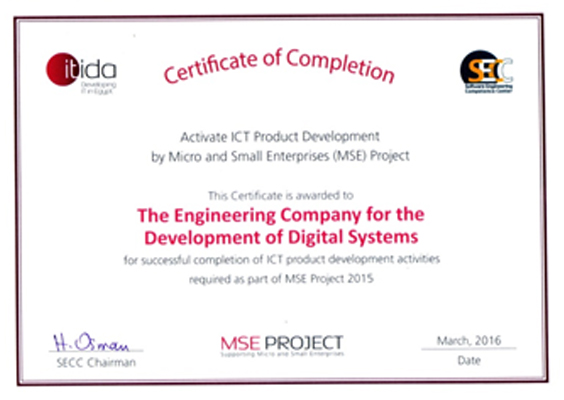 itida
Developing
IT in Egypt
Certificate of Completion
SECC
Software Engineering
Competence Center
Activate ICT Product Development
by Micro and Small Enterprises (MSE) Project
This Certificate is awarded to
The Engineering Company for the
Development of Digital Systems
for successful completion of ICT product development activities
required as part of MSE Project 2015
H. Osman
SECC Chairman
MSE PROJECT
Supporting Micro and Small Enterprises
March, 2016
Date